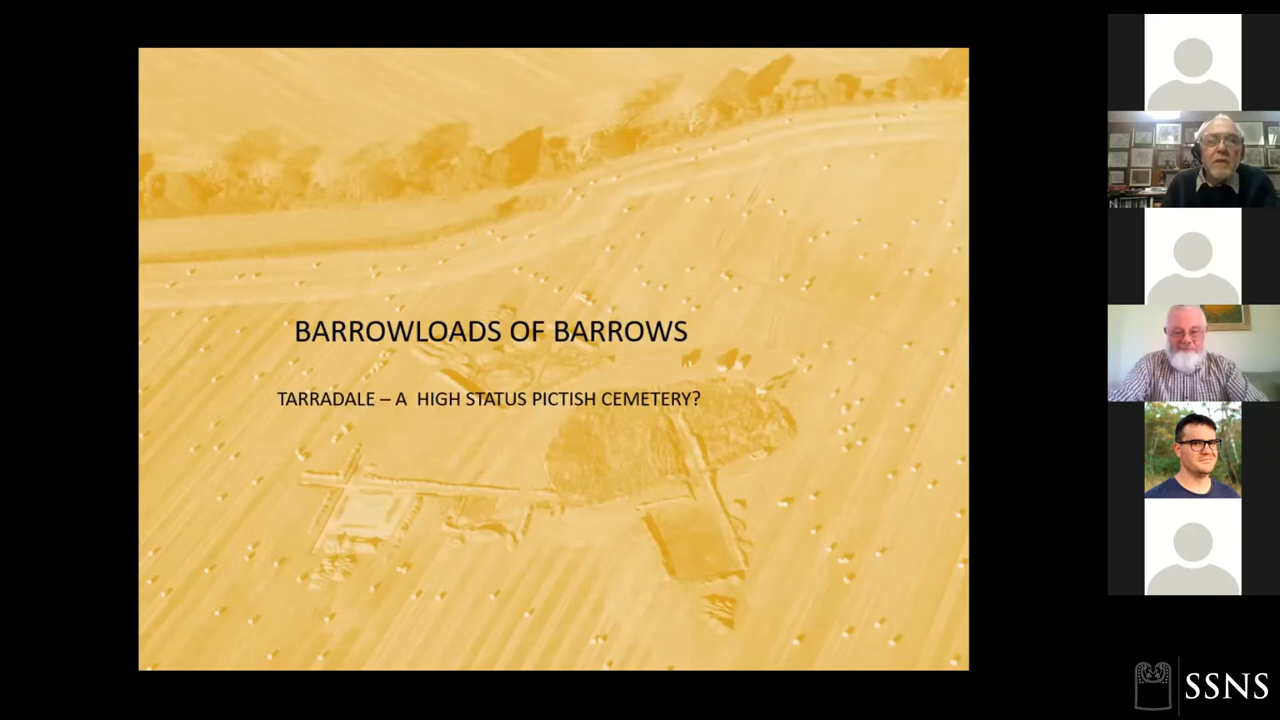 BARROWLOADS OF BARROWS
TARRADALE – A HIGH STATUS PICTISH CEMETERY?
SSNS